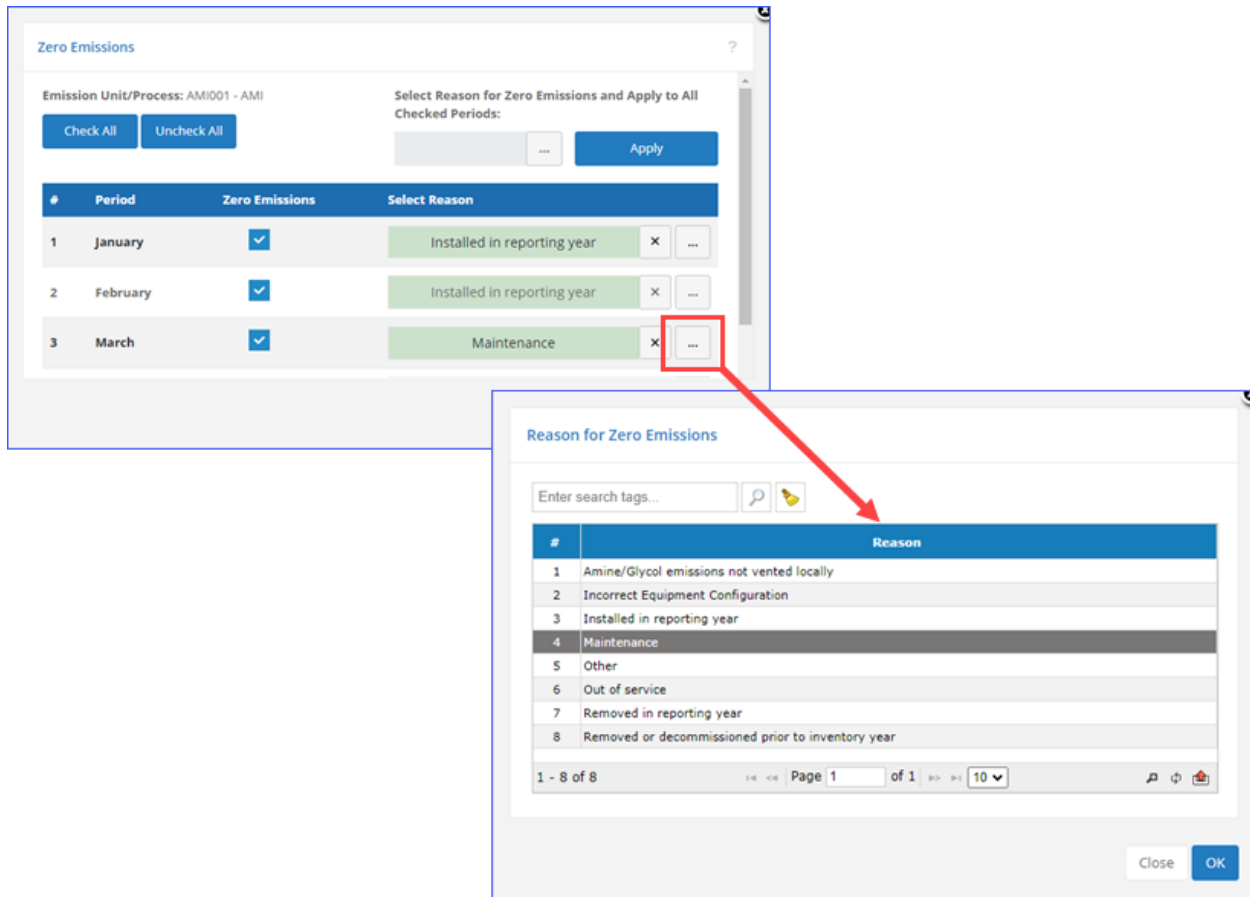 Zero Emissions ?
Emission Unit/Process: AMI001 - AMI
Check All Uncheck All
Select Reason for Zero Emissions and Apply to All
Checked Periods:
... Apply
# Period Zero Emissions Select Reason
1 January Installed in reporting year × ...
2 February Installed in reporting year × ...
3 March Maintenance × ...
Reason for Zero Emissions
Enter search tags...
# Reason
1 Amine/Glycol emissions not vented locally
2 Incorrect Equipment Configuration
3 Installed in reporting year
4 Maintenance
5 Other
6 Out of service
7 Removed in reporting year
8 Removed or decommissioned prior to inventory year
1 - 8 of 8 Page 1 of 1 10
Close OK